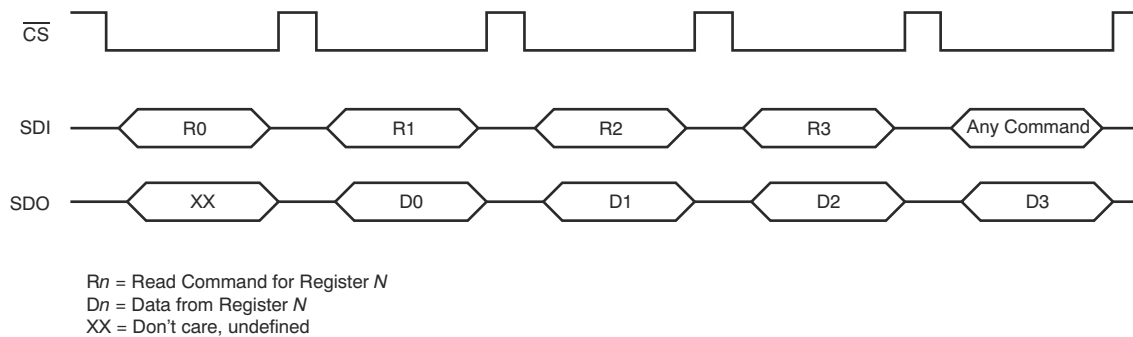 CS
SDI R0 R1 R2 R3 Any Command
SDO XX D0 D1 D2 D3
Rn = Read Command for Register N
Dn = Data from Register N
XX = Don't care, undefined